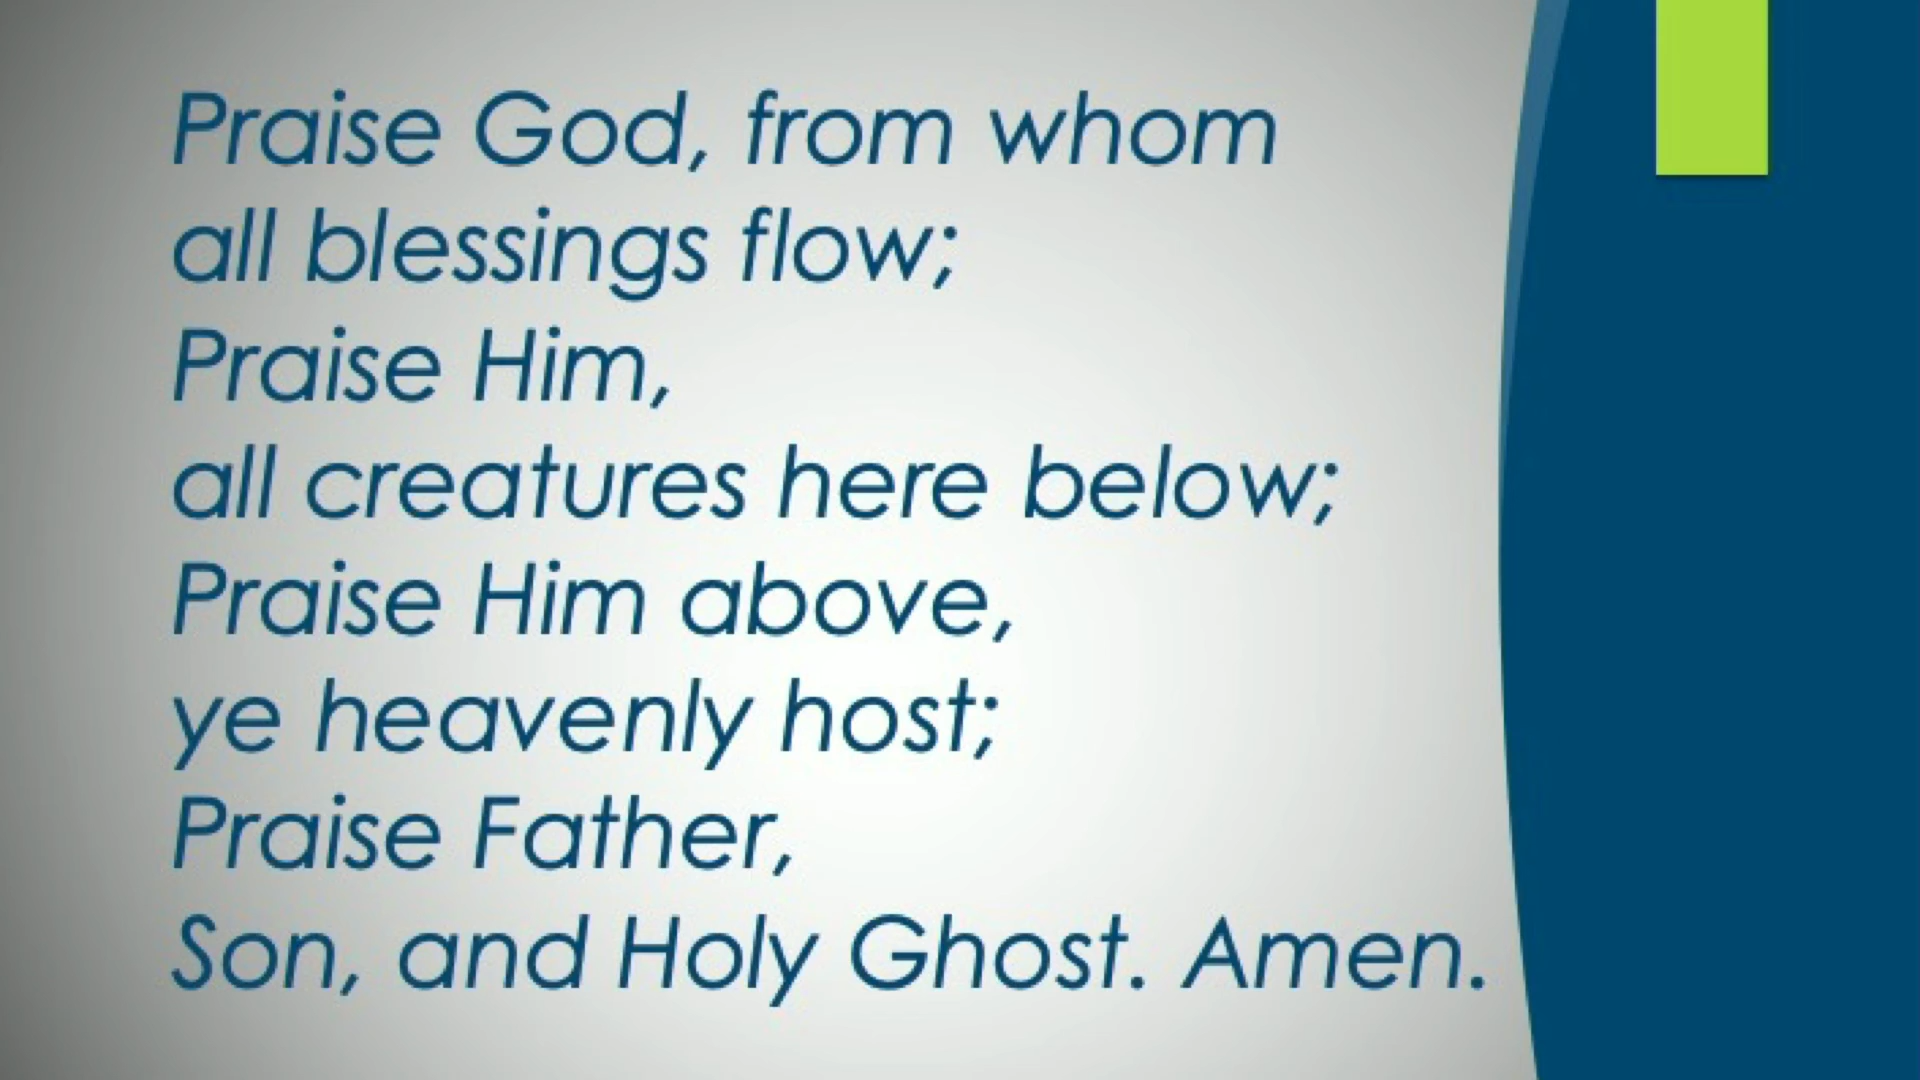 Praise God, from whom
all blessings flow;
Praise Him,
all creatures here below;
Praise Him above,
ye heavenly host;
Praise Father,
Son, and Holy Ghost. Amen.